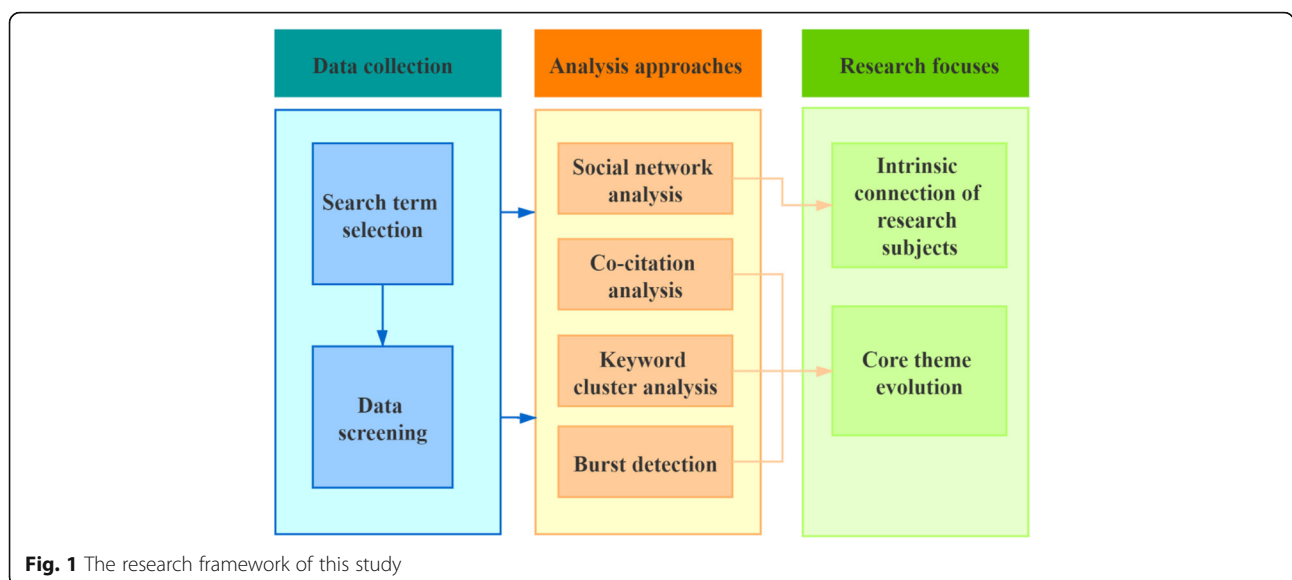 Data collection
Analysis approaches
Research focuses
Search term
selection
Data
screening
Social network
analysis
Co-citation
analysis
Keyword
cluster analysis
Burst detection
Intrinsic
connection of
research
subjects
Core theme
evolution
Fig. 1 The research framework of this study